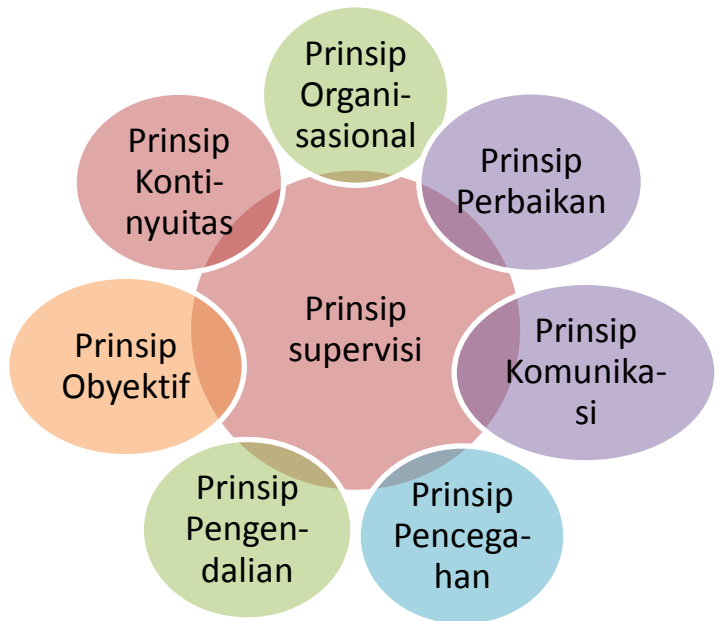 Prinsip
Organi-
sasional
Prinsip
Perbaikan
Prinsip
Komunika-
si
Prinsip
Pencega-
han
Prinsip
Pengen-
dalian
Prinsip
Obyektif
Prinsip
Konti-
nyuitas
Prinsip
supervisi